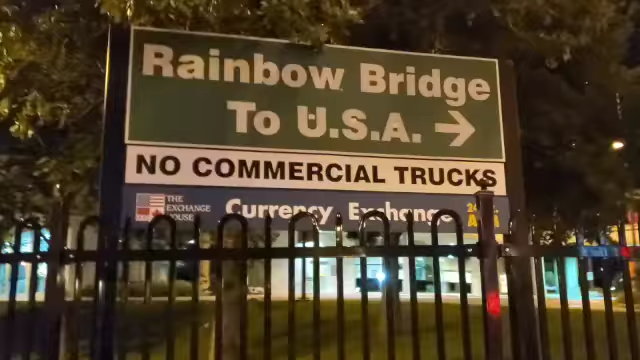 Rainbow Bridge
To U.S.A. →
NO COMMERCIAL TRUCKS
THE
EXCHANGE
HOUSE
Currency Exchange